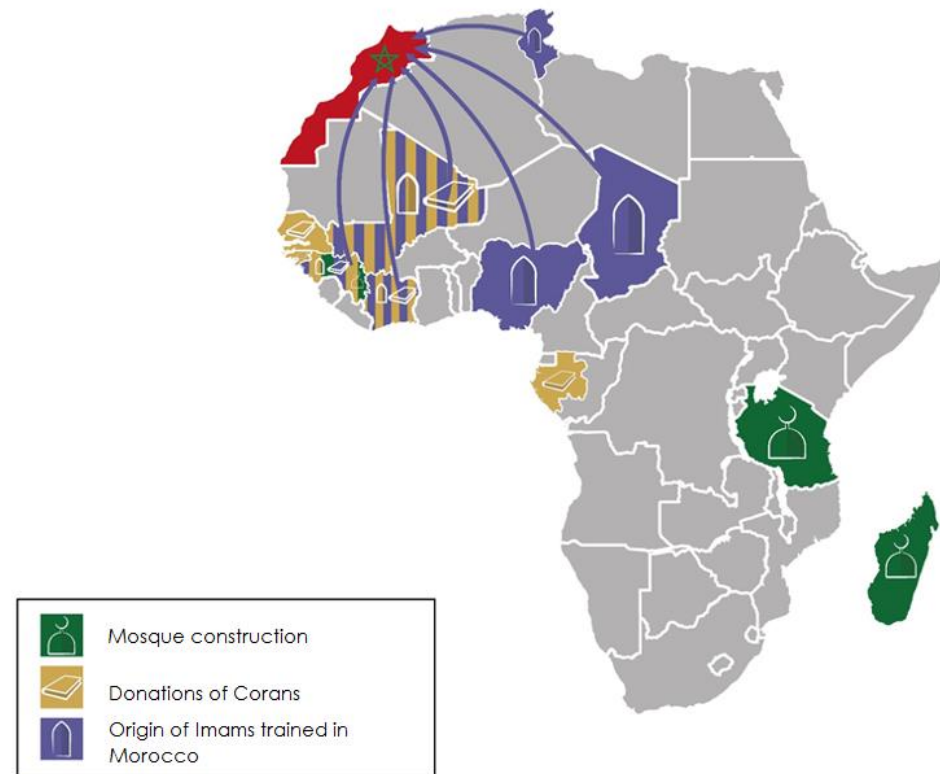 Mosque construction
Donations of Corans
Origin of Imams trained in
Morocco